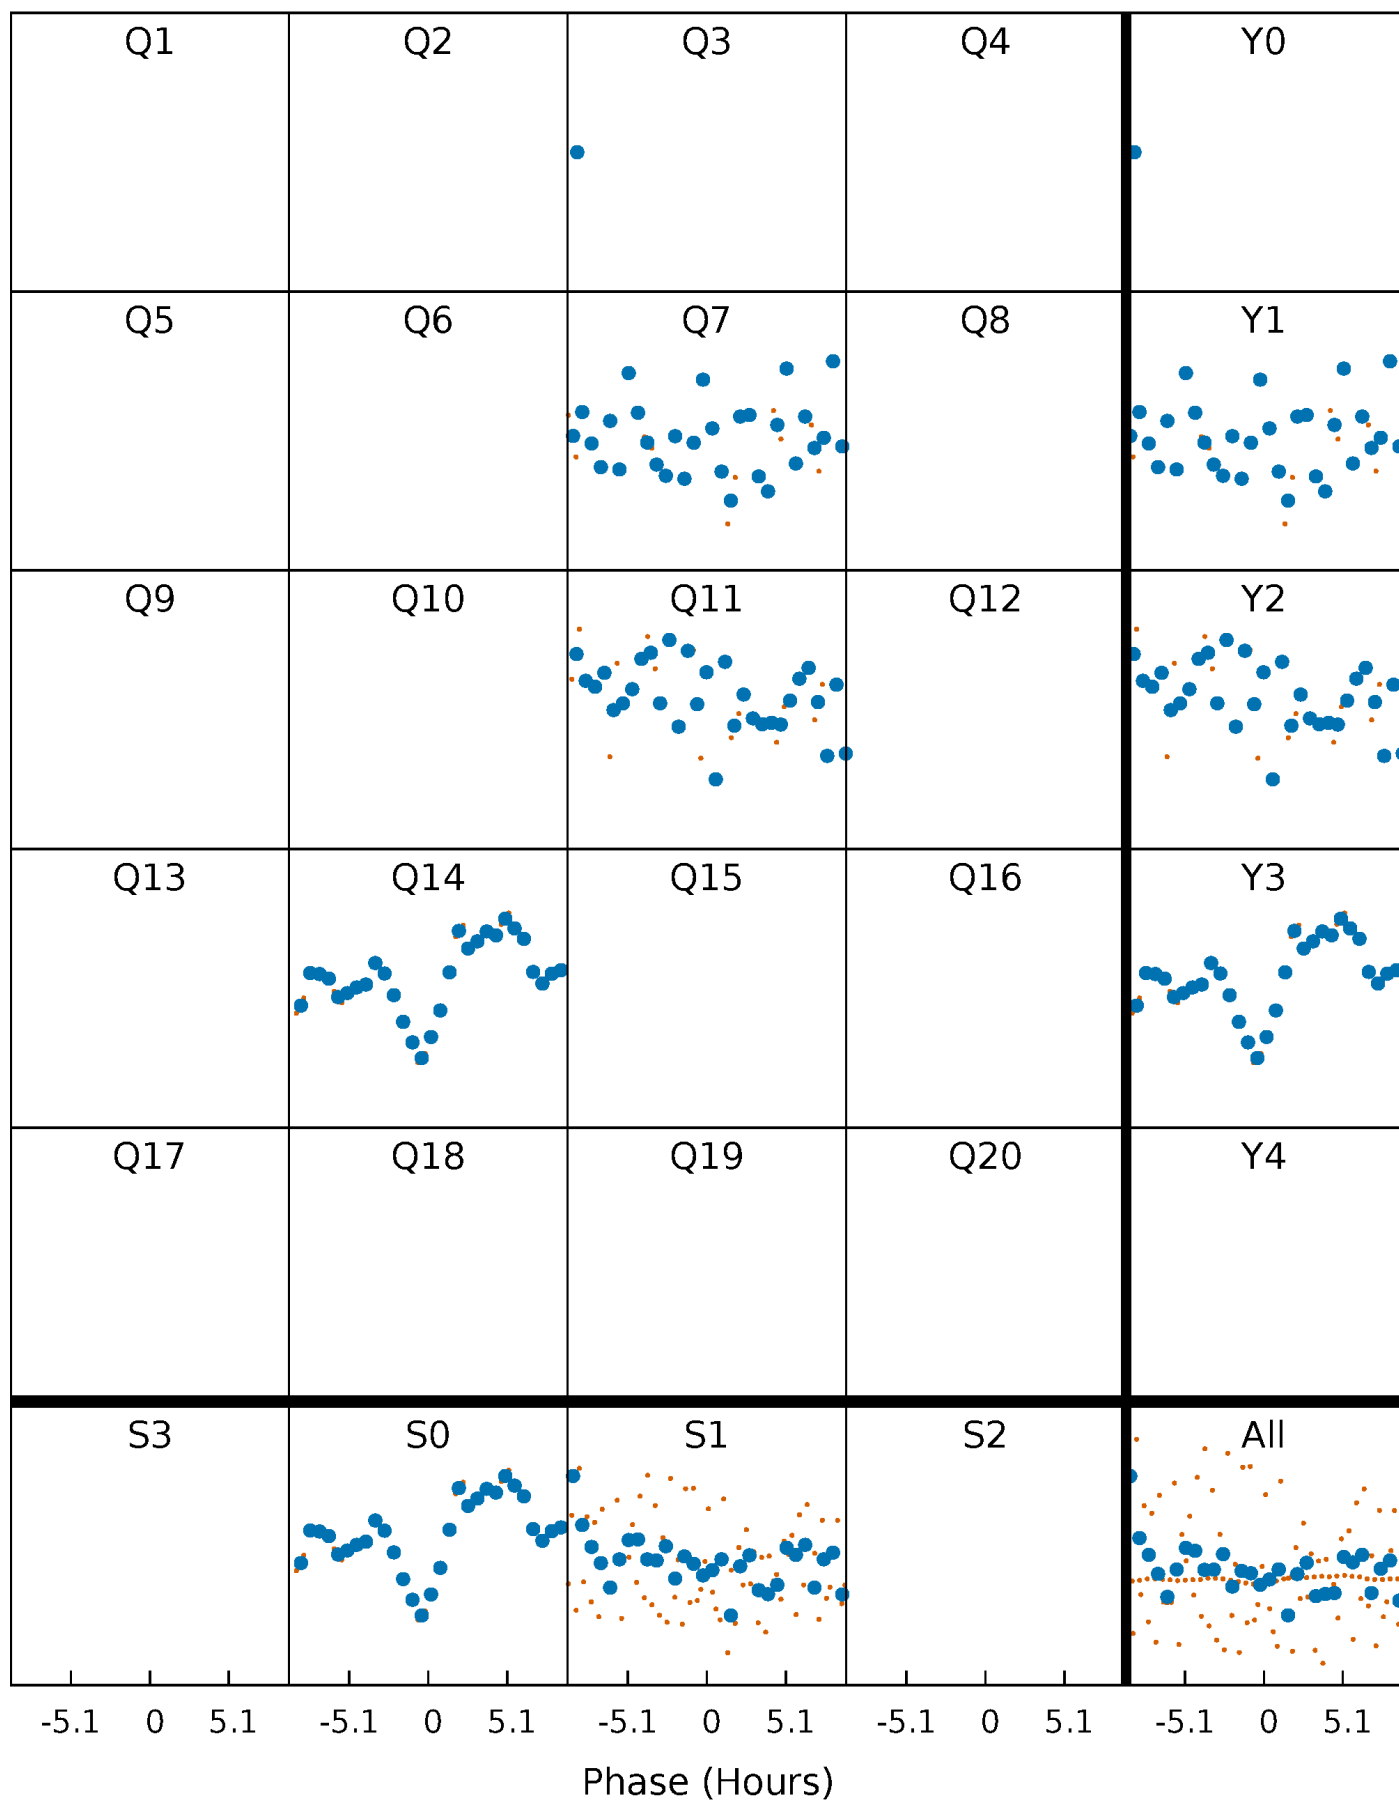 Q1 Q2 Q3 Q4 Y0
Q5 Q6 Q7 Q8 Y1
Q9 Q10 Q11 Q12 Y2
Q13 Q14 Q15 Q16 Y3
Q17 Q18 Q19 Q20 Y4
S3 S0 S1 S2 All
-5.1 0 5.1 -5.1 0 5.1 -5.1 0 5.1 -5.1 0 5.1 -5.1 0 5.1
Phase (Hours)